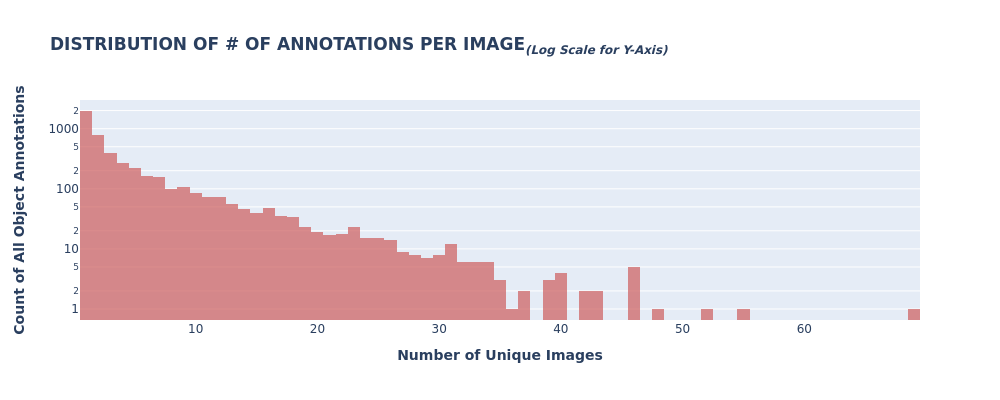 DISTRIBUTION OF # OF ANNOTATIONS PER IMAGE(Log Scale for Y-Axis)
Count of All Object Annotations
2
1000
5
2
100
5
2
10
5
2
1
10 20 30 40 50 60
Number of Unique Images